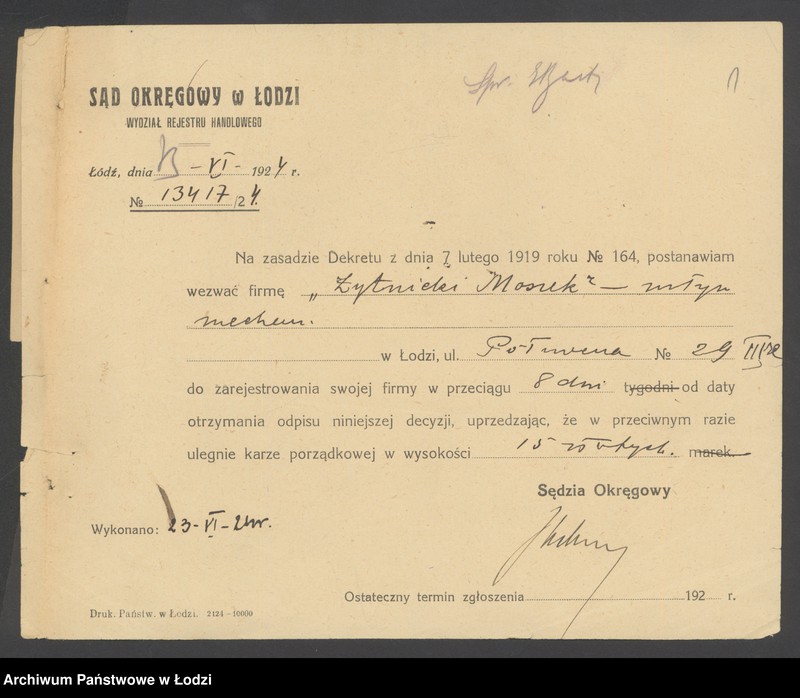 SĄD OKRĘGOWY w ŁODZI
WYDZIAŁ REJESTRU HANDLOWEGO
Łódź, dnia - VI - 1924 r.
№ 13417/24.
Na zasadzie Dekretu z dnia 7 lutego 1919 roku № 164, postanawiam
wezwać firmę „Żytnicki Moszek" — młyn
mechan.
w Łodzi, ul. № 29
do zarejestrowania swojej firmy w przeciągu 8 dni tygodni od daty
otrzymania odpisu niniejszej decyzji, uprzedzając, że w przeciwnym razie
ulegnie karze porządkowej w wysokości 15 złotych. marek.
Sędzia Okręgowy
Wykonano: 23-VI-24r.
Ostateczny termin zgłoszenia 192 r.
Druk. Państw. w Łodzi. 2124-10000
Archiwum Państwowe w Łodzi